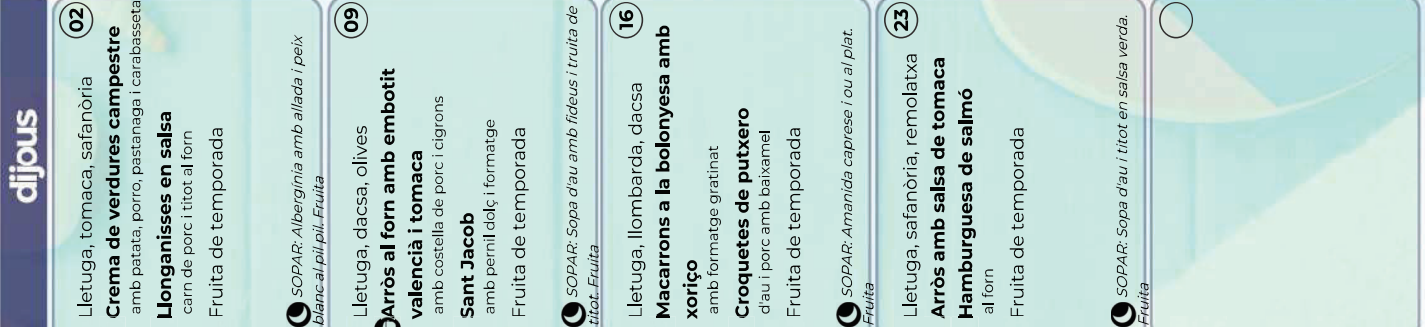 dijous
02
Lletuga, tomaca, safanòria
Crema de verdures campestre
amb patata, porro, pastanaga i carabasseta
Llonganisses en salsa
carn de porc i titot al forn
Fruita de temporada
SOPAR: Albergínia amb allada i peix
blanc al pil pil. Fruita
09
Lletuga, dacsa, olives
Arròs al forn amb embotit
valencià i tomaca
amb costella de porc i cigrons
Sant Jacob
amb pernil dolç i formatge
Fruita de temporada
SOPAR: Sopa d'au amb fideus i truita de
titot. Fruita
16
Lletuga, llombarda, dacsa
Macarrons a la bolonyesa amb
xoriço
amb formatge gratinat
Croquetes de putxero
d'au i porc amb baixamel
Fruita de temporada
SOPAR: Amanida caprese i ou al plat.
Fruita
23
Lletuga, safanòria, remolatxa
Arròs amb salsa de tomaca
Hamburguesa de salmó
al forn
Fruita de temporada
SOPAR: Sopa d'au i titot en salsa verda.
Fruita